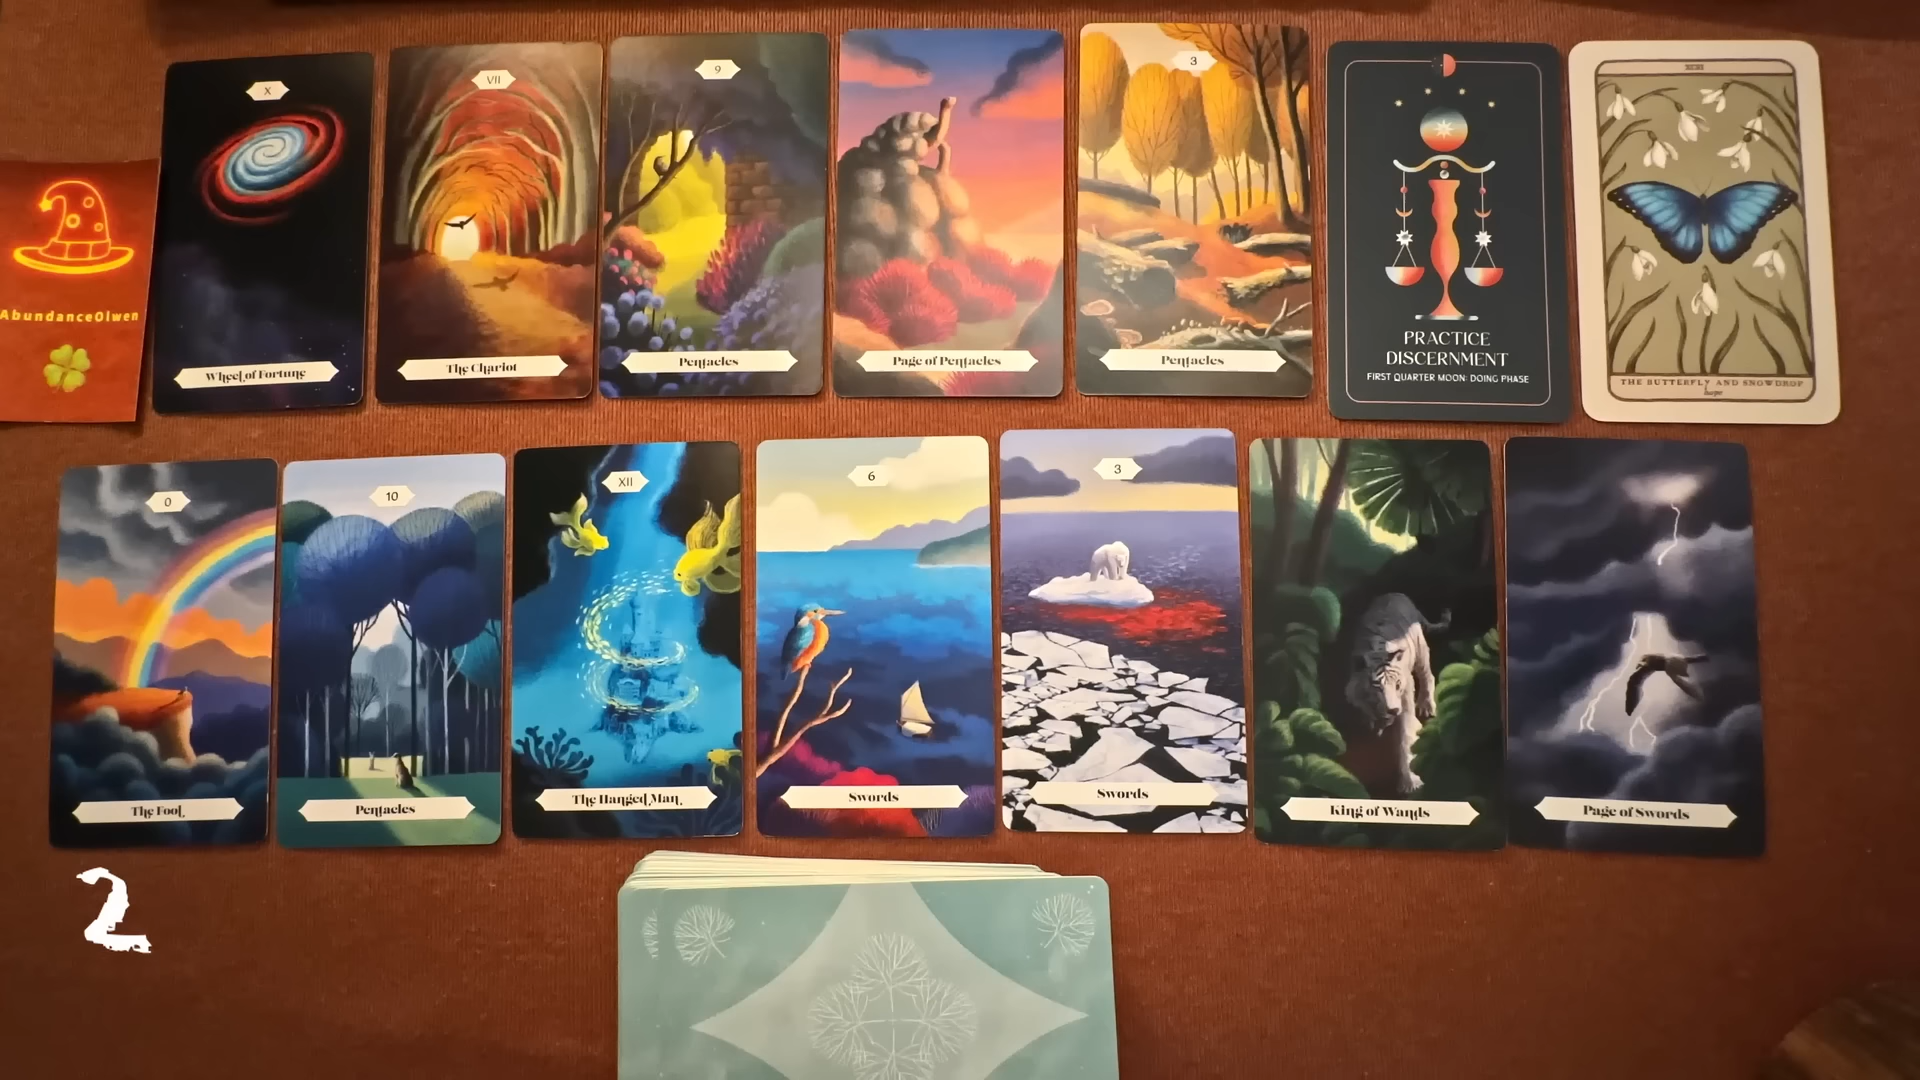 AbundanceOlwen
X
Wheel of Fortune
VII
The Chariot
9
Pentacles
Page of Pentacles
3
Pentacles
PRACTICE
DISCERNMENT
FIRST QUARTER MOON: DOING PHASE
THE BUTTERFLY AND SNOWDROP
hope
0
The Fool
10
Pentacles
XII
The Hanged Man
6
Swords
3
Swords
King of Wands
Page of Swords
2